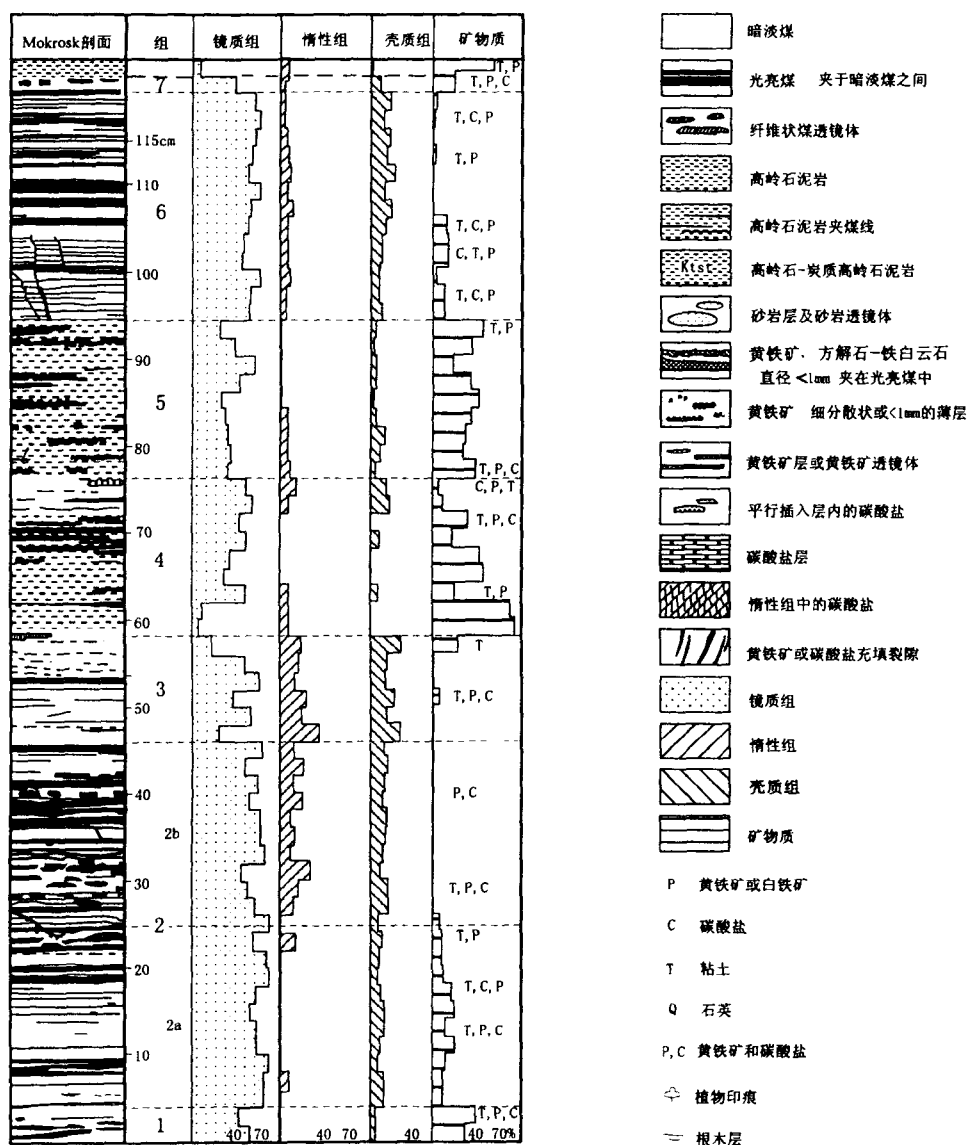 Mokrosk剖面 组 镜质组 惰性组 壳质组 矿物质
T,P
7
T,P,C
T,C,P
115cm
T,P
110
6
T,C,P
C,T,P
100
T,C,P
T,P
90
5
80
T,P,C
C,P,T
T,P,C
70
4
T,P
60
T
3
T,P,C
50
40
P,C
2b
30
T,P,C
2
T,P
20
T,C,P
2a
T,P,C
10
T,P,C
1
40 70 40 70 40 40 70%
暗淡煤
光亮煤 夹于暗淡煤之间
纤维状煤透镜体
高岭石泥岩
高岭石泥岩夹煤线
Ktst 高岭石-炭质高岭石泥岩
砂岩层及砂岩透镜体
黄铁矿、方解石-铁白云石
直径<1mm 夹在光亮煤中
黄铁矿 细分散状或<1mm的薄层
黄铁矿层或黄铁矿透镜体
平行插入层内的碳酸盐
碳酸盐层
惰性组中的碳酸盐
黄铁矿或碳酸盐充填裂隙
镜质组
惰性组
壳质组
矿物质
P 黄铁矿或白铁矿
C 碳酸盐
T 粘土
Q 石英
P,C 黄铁矿和碳酸盐
植物印痕
根木层